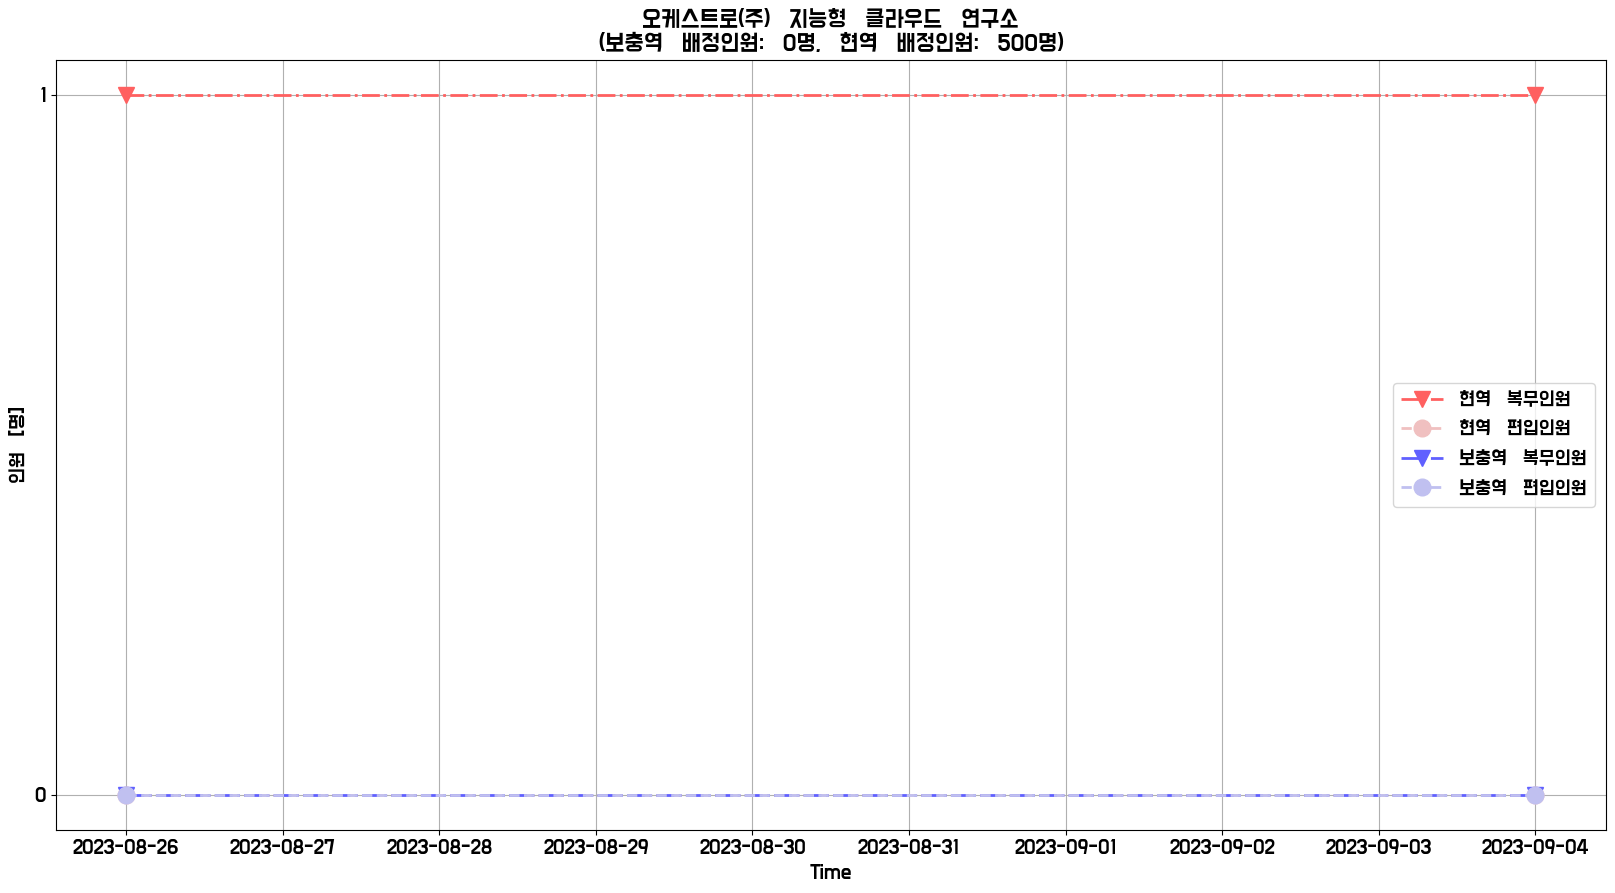 오케스트로(주) 지능형 클라우드 연구소
(보충역 배정인원: 0명, 현역 배정인원: 500명)
1
0
인원 [명]
현역 복무인원
현역 편입인원
보충역 복무인원
보충역 편입인원
2023-08-26 2023-08-27 2023-08-28 2023-08-29 2023-08-30 2023-08-31 2023-09-01 2023-09-02 2023-09-03 2023-09-04
Time